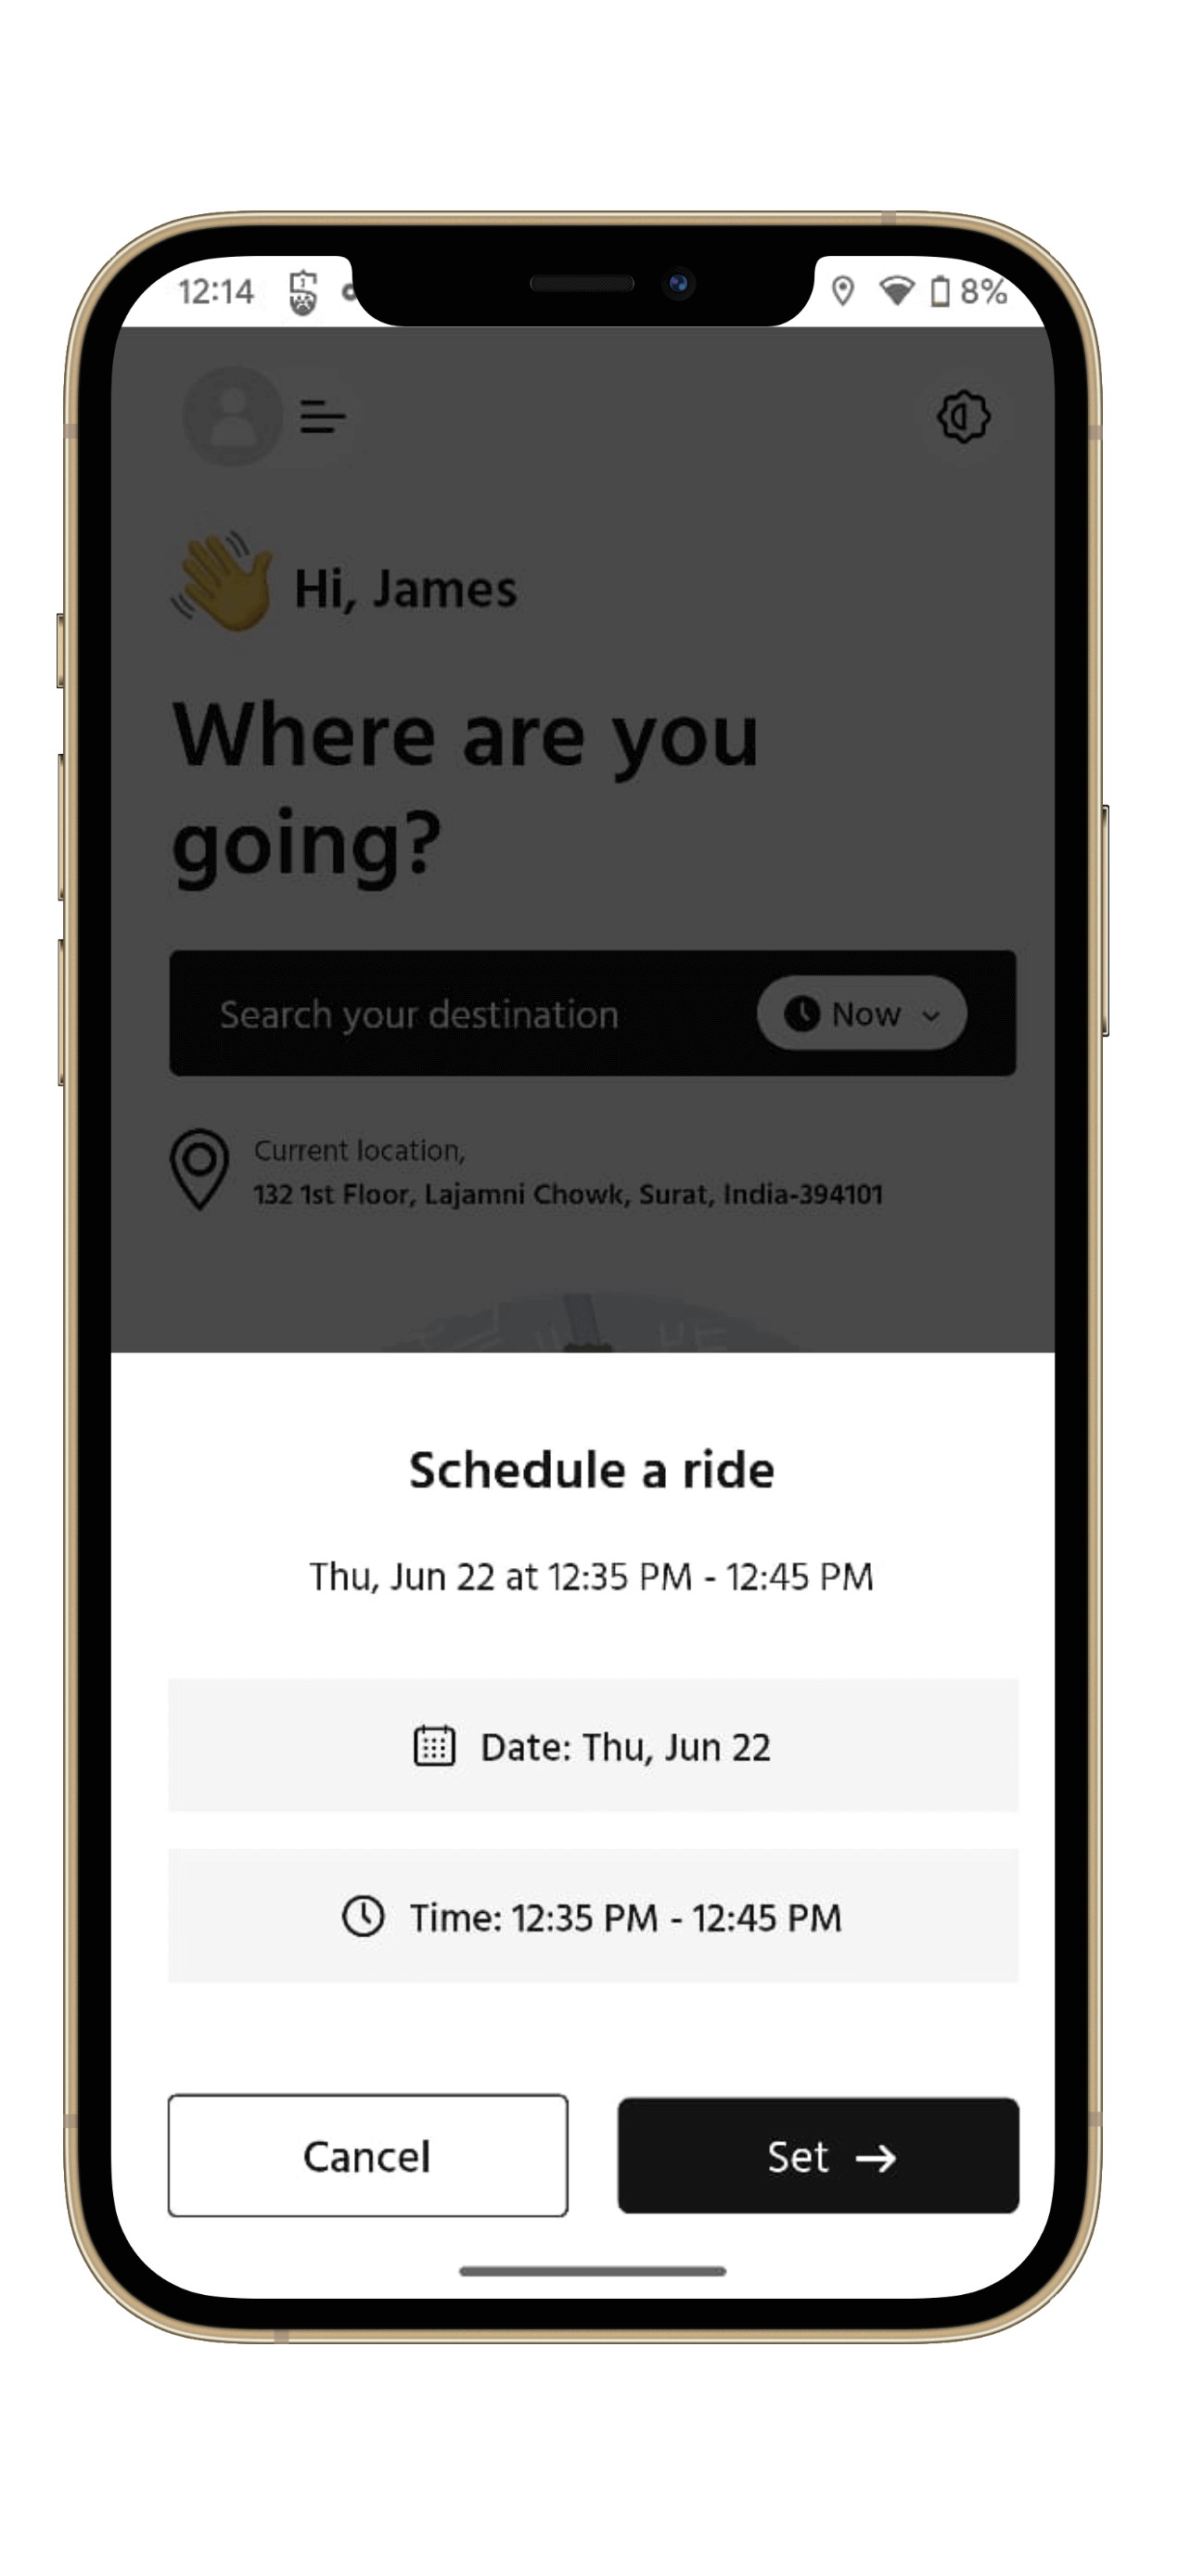 12:14
8%
Hi, James
Where are you
going?
Search your destination
Now
Current location,
132 1st Floor, Lajamni Chowk, Surat, India-394101
Schedule a ride
Thu, Jun 22 at 12:35 PM - 12:45 PM
Date: Thu, Jun 22
Time: 12:35 PM - 12:45 PM
Cancel
Set